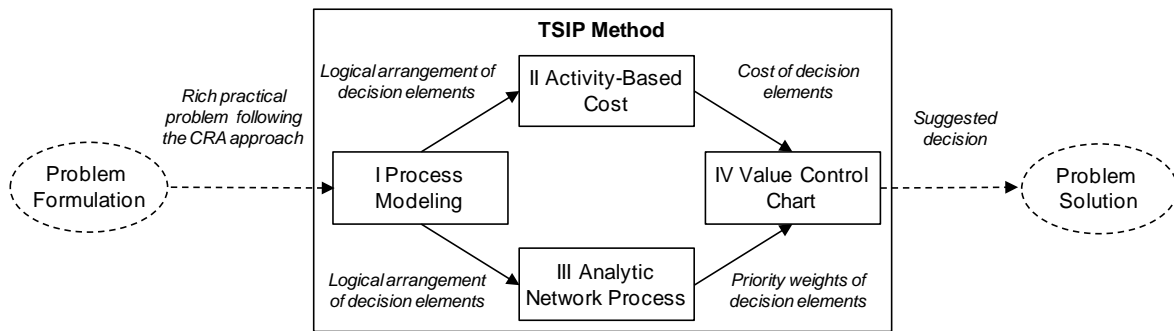 TSIP Method
Logical arrangement of
decision elements
II Activity-Based
Cost
Cost of decision
elements
Rich practical
problem following
the CRA approach
Suggested
decision
Problem
Formulation
I Process
Modeling
IV Value Control
Chart
Problem
Solution
Logical arrangement
of decision elements
III Analytic
Network Process
Priority weights of
decision elements